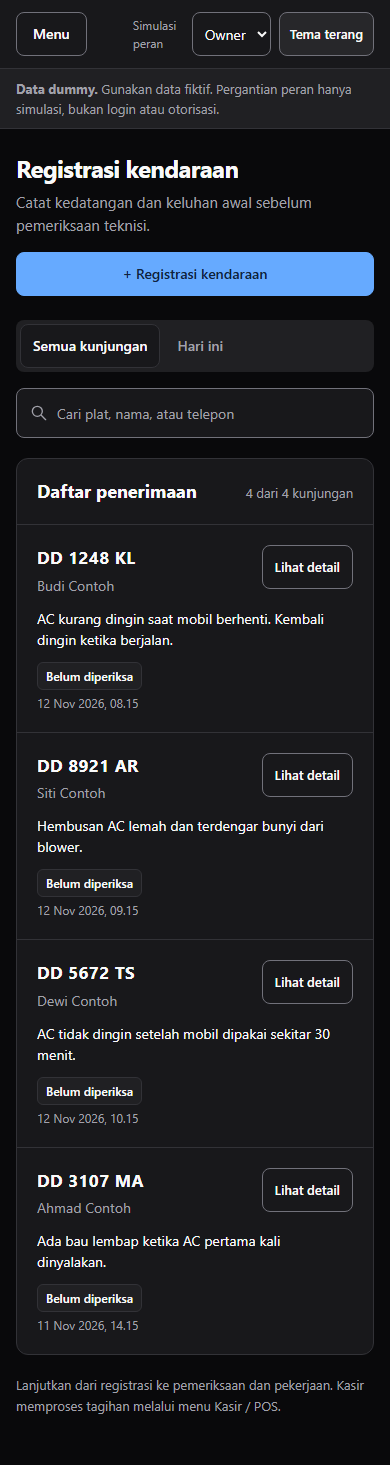 Menu
Simulasi peran
Owner
Tema terang
Data dummy. Gunakan data fiktif. Pergantian peran hanya
simulasi, bukan login atau otorisasi.
Registrasi kendaraan
Catat kedatangan dan keluhan awal sebelum
pemeriksaan teknisi.
+ Registrasi kendaraan
Semua kunjungan
Hari ini
Cari plat, nama, atau telepon
Daftar penerimaan
4 dari 4 kunjungan
DD 1248 KL
Lihat detail
Budi Contoh
AC kurang dingin saat mobil berhenti. Kembali
dingin ketika berjalan.
Belum diperiksa
12 Nov 2026, 08.15
DD 8921 AR
Lihat detail
Siti Contoh
Hembusan AC lemah dan terdengar bunyi dari
blower.
Belum diperiksa
12 Nov 2026, 09.15
DD 5672 TS
Lihat detail
Dewi Contoh
AC tidak dingin setelah mobil dipakai sekitar 30
menit.
Belum diperiksa
12 Nov 2026, 10.15
DD 3107 MA
Lihat detail
Ahmad Contoh
Ada bau lembap ketika AC pertama kali
dinyalakan.
Belum diperiksa
11 Nov 2026, 14.15
Lanjutkan dari registrasi ke pemeriksaan dan pekerjaan. Kasir
memproses tagihan melalui menu Kasir / POS.